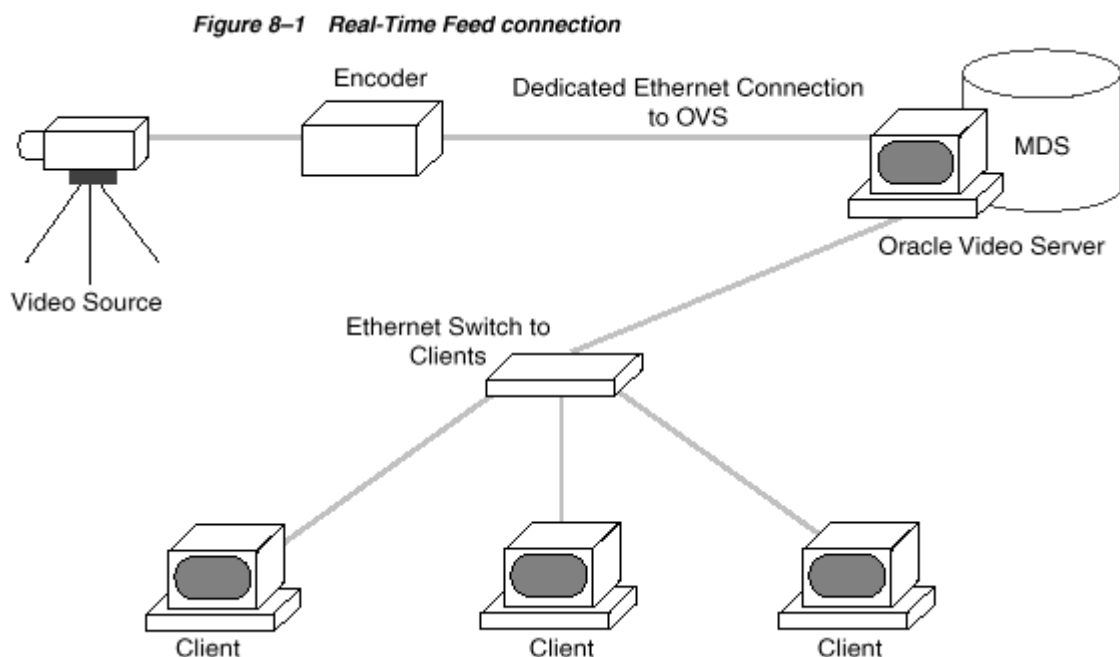 Figure 8–1 Real-Time Feed connection
Encoder
Dedicated Ethernet Connection
to OVS
MDS
Oracle Video Server
Video Source
Ethernet Switch to
Clients
Client
Client
Client